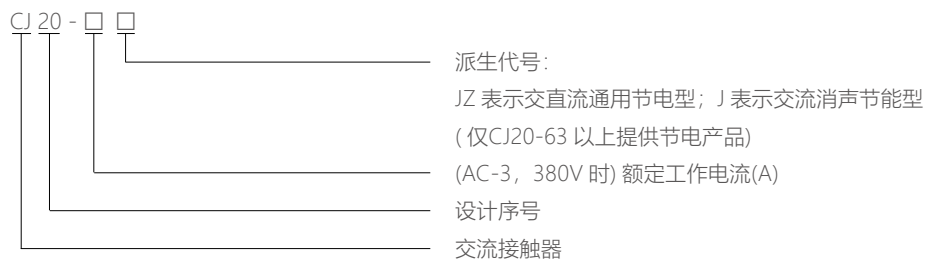 CJ 20 - □ □
派生代号：
JZ 表示交直流通用节电型；J 表示交流消声节能型
( 仅CJ20-63 以上提供节电产品)
(AC-3，380V 时) 额定工作电流(A)
设计序号
交流接触器